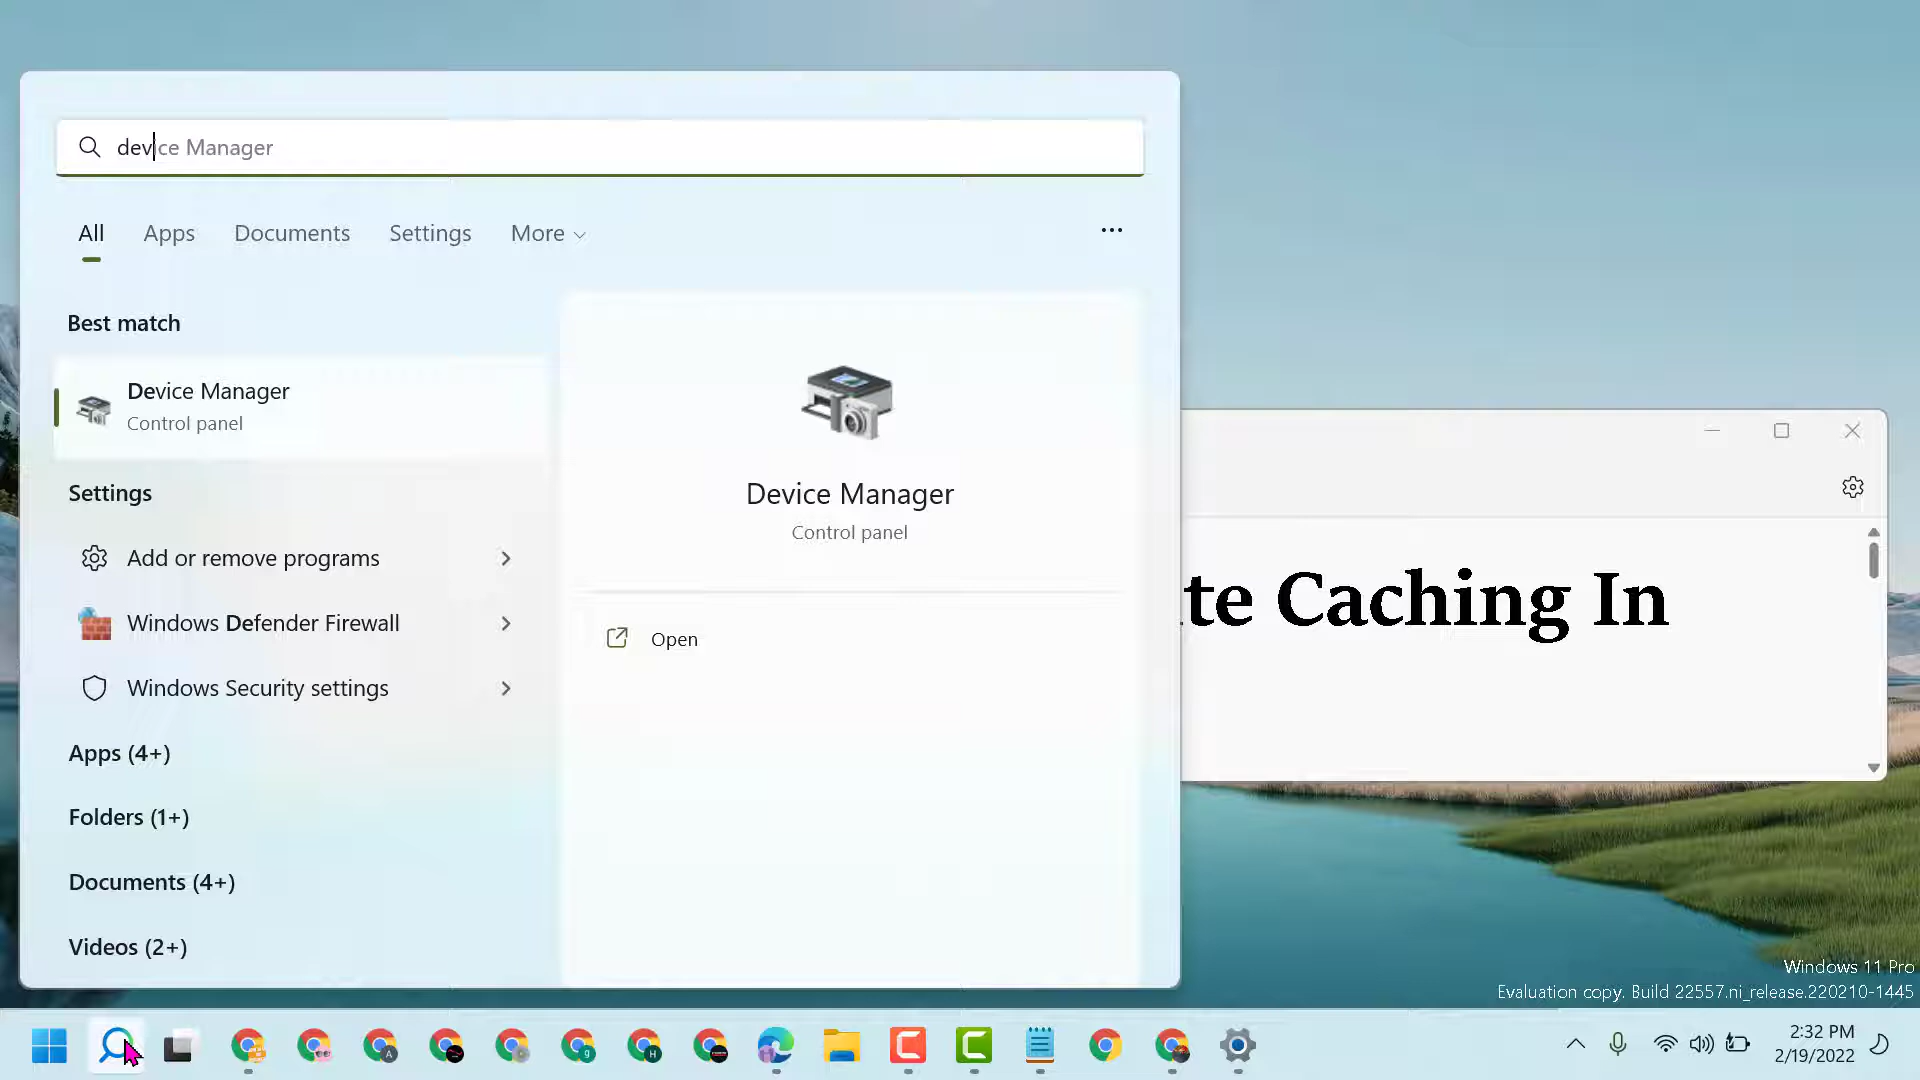 device Manager
All Apps Documents Settings More
Best match
Device Manager
Control panel
Settings
Add or remove programs
Windows Defender Firewall
Windows Security settings
Apps (4+)
Folders (1+)
Documents (4+)
Videos (2+)
Device Manager
Control panel
Open
te Caching In
Windows 11 Pro
Evaluation copy. Build 22557.ni_release.220210-1445
A
9
H
2:32 PM
2/19/2022